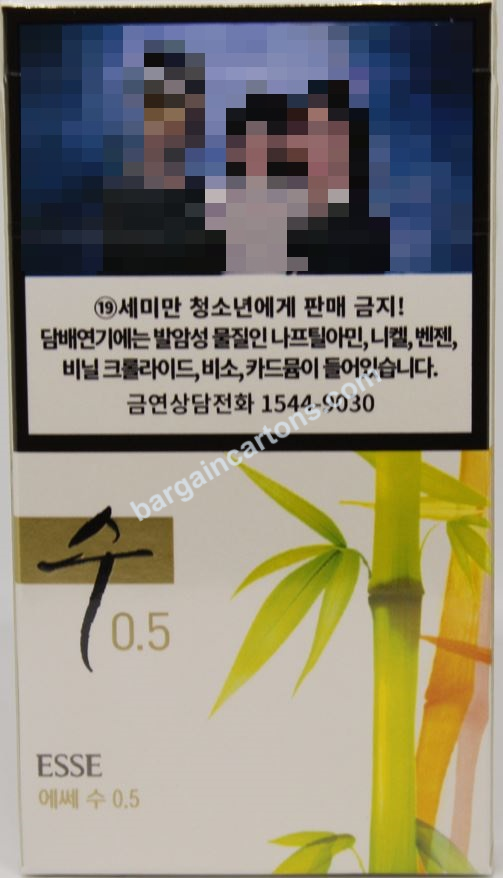 ⑲세미만 청소년에게 판매 금지!
담배연기에는 발암성 물질인 나프틸아민, 니켈, 벤젠,
비닐 크롤라이드, 비소, 카드뮴이 들어있습니다.
금연상담전화 1544-9030
bargaincartons.com
수
0.5
ESSE
에쎄 수 0.5